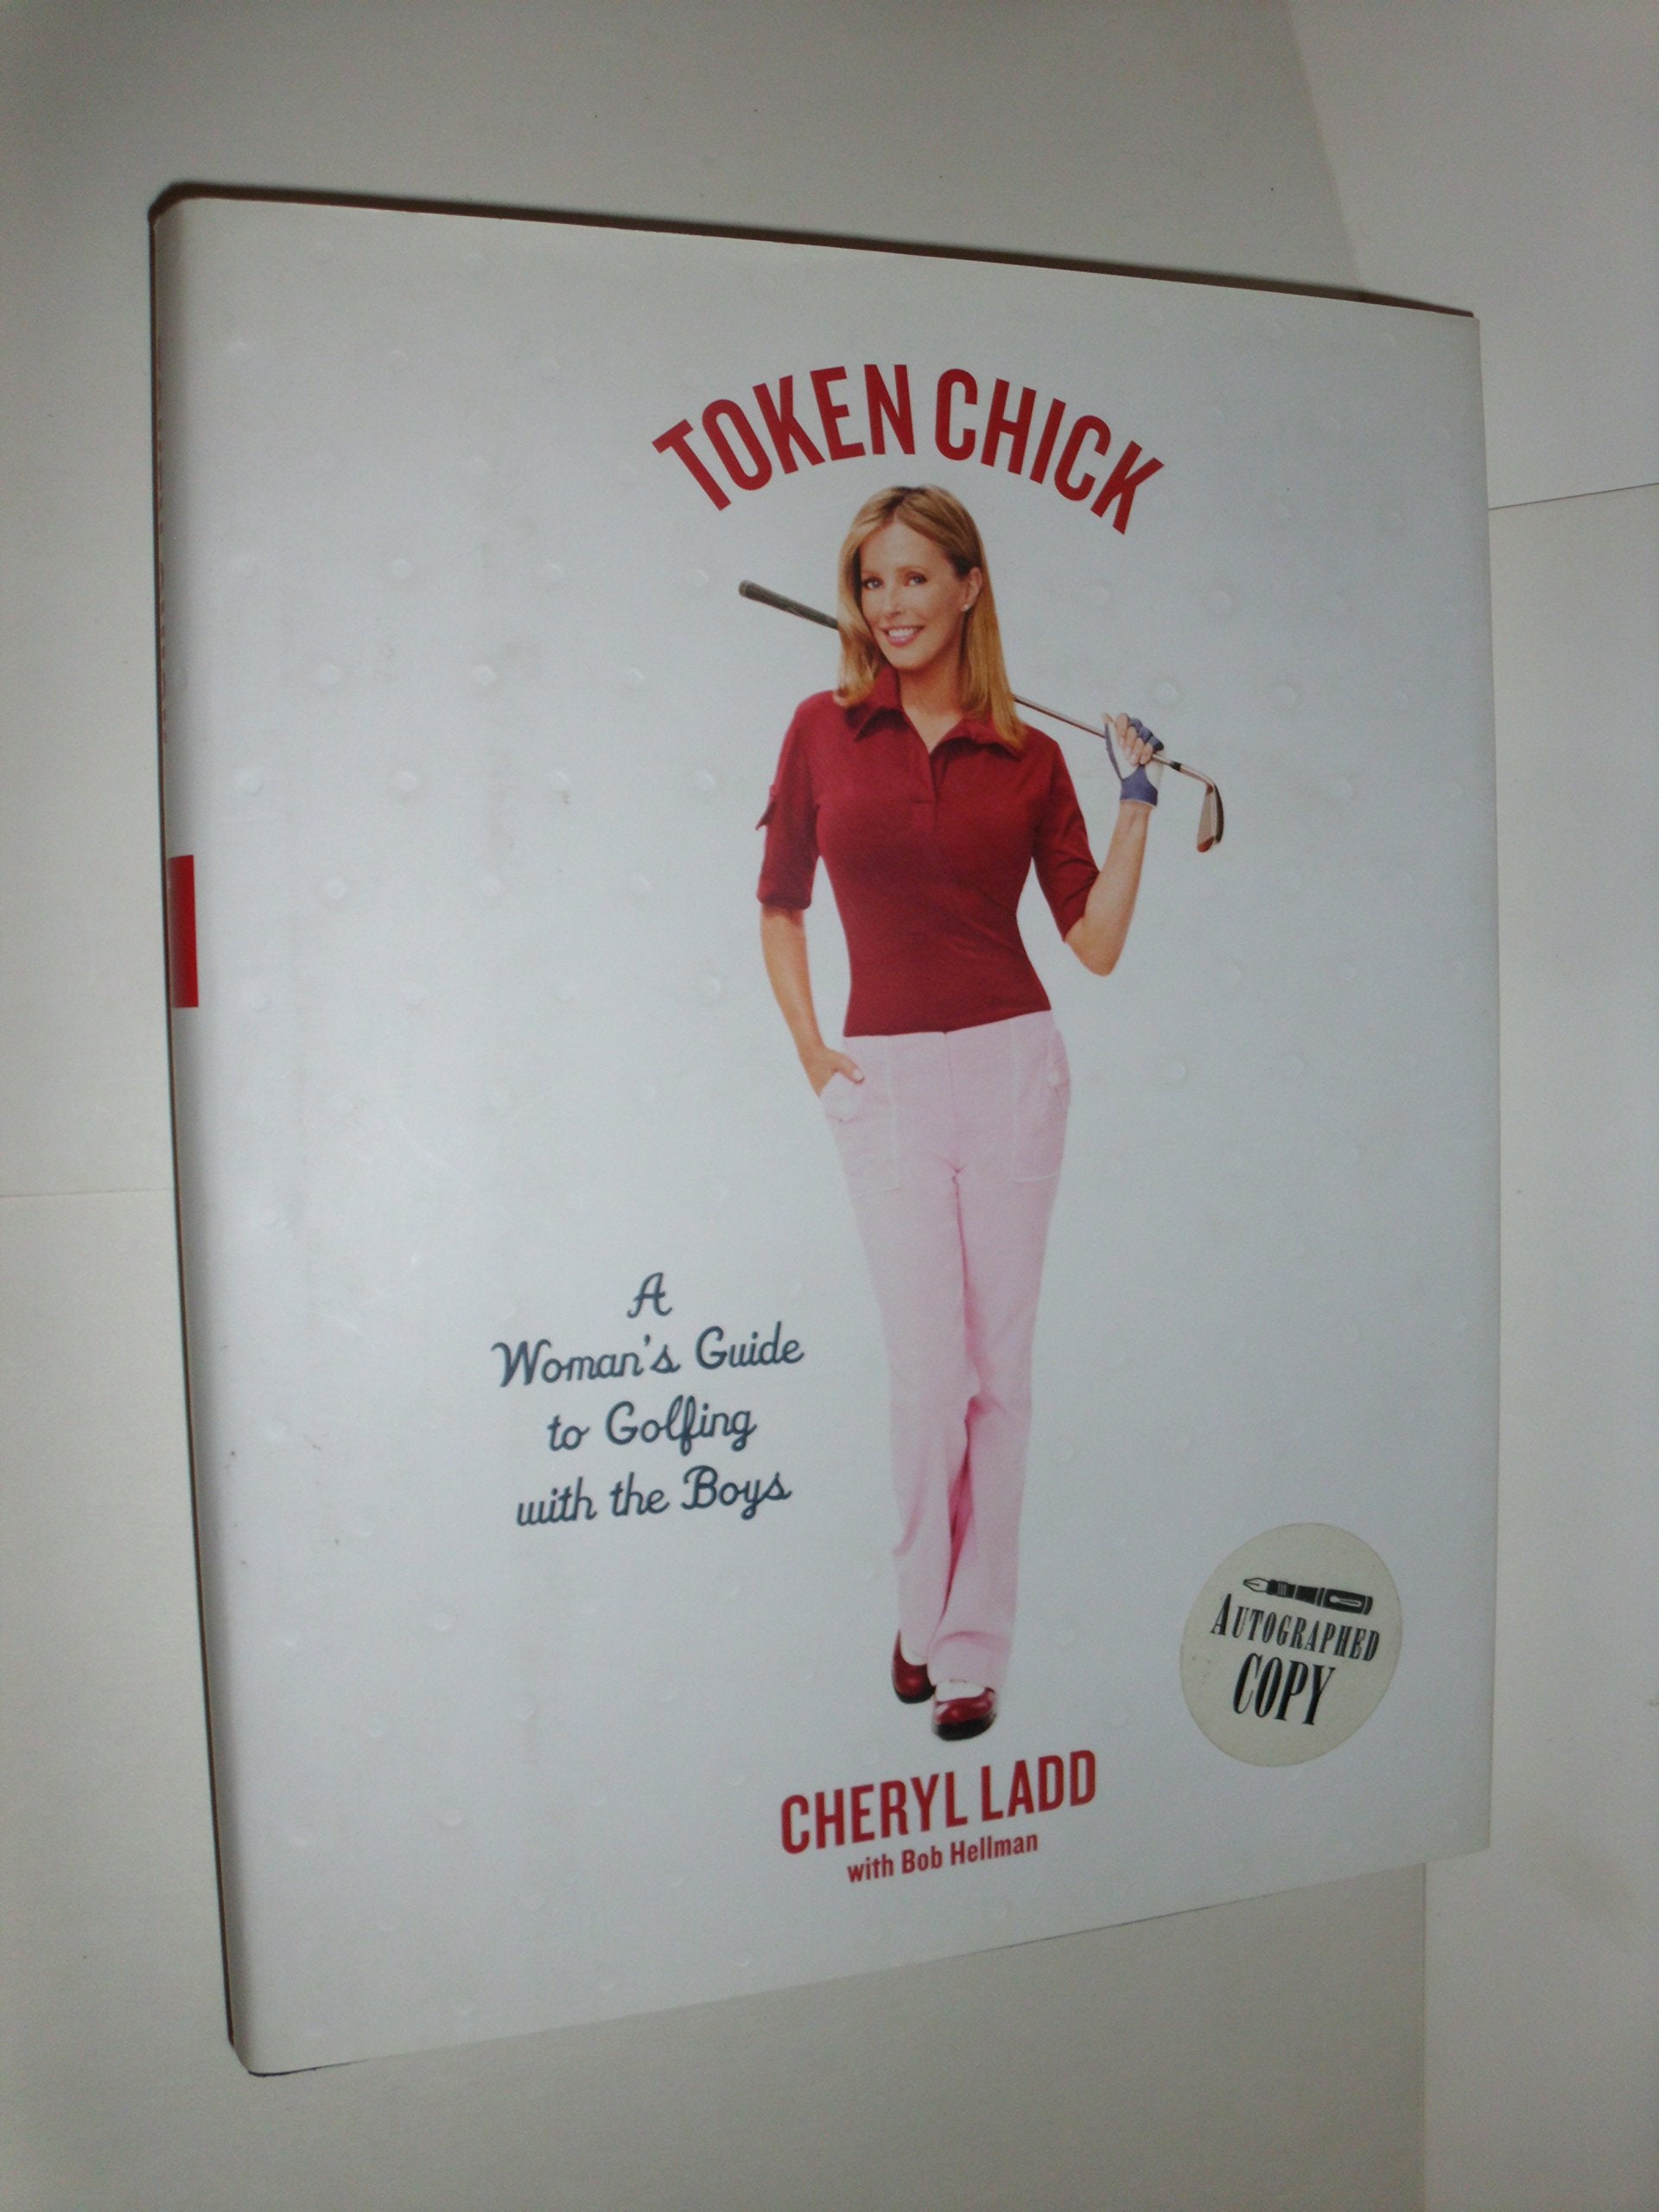 TOKEN CHICK
A
Woman's Guide
to Golfing
with the Boys
AUTOGRAPHED
COPY
CHERYL LADD
with Bob Hellman